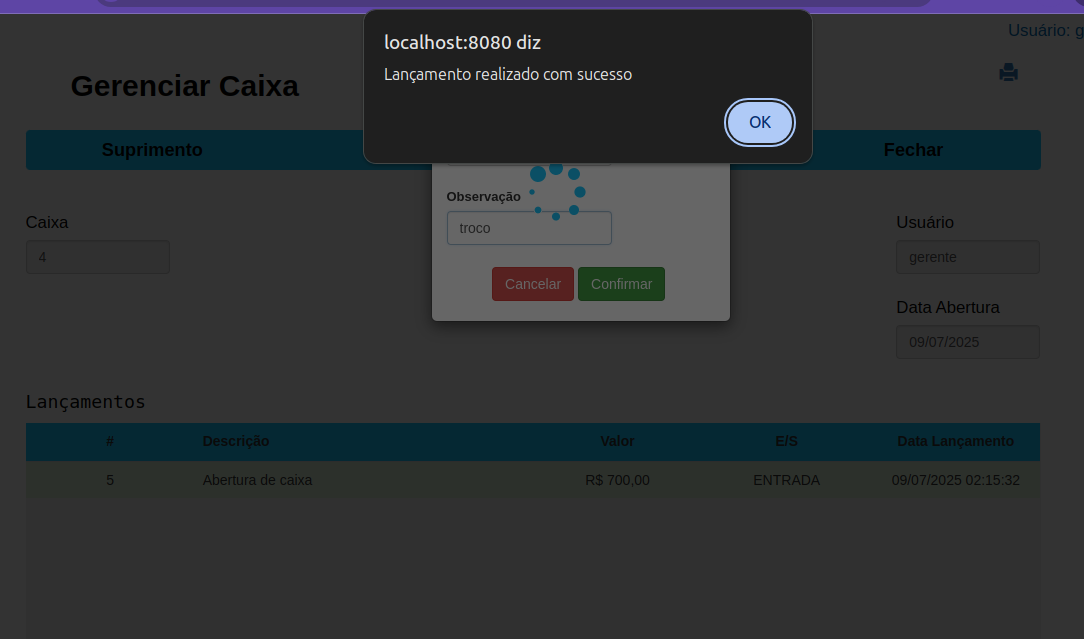 localhost:8080 diz
Lançamento realizado com sucesso
OK
Usuário: g
Gerenciar Caixa
Suprimento
Fechar
Observação
troco
Cancelar Confirmar
Caixa
4
Usuário
gerente
Data Abertura
09/07/2025
Lançamentos
# Descrição Valor E/S Data Lançamento
5 Abertura de caixa R$ 700,00 ENTRADA 09/07/2025 02:15:32